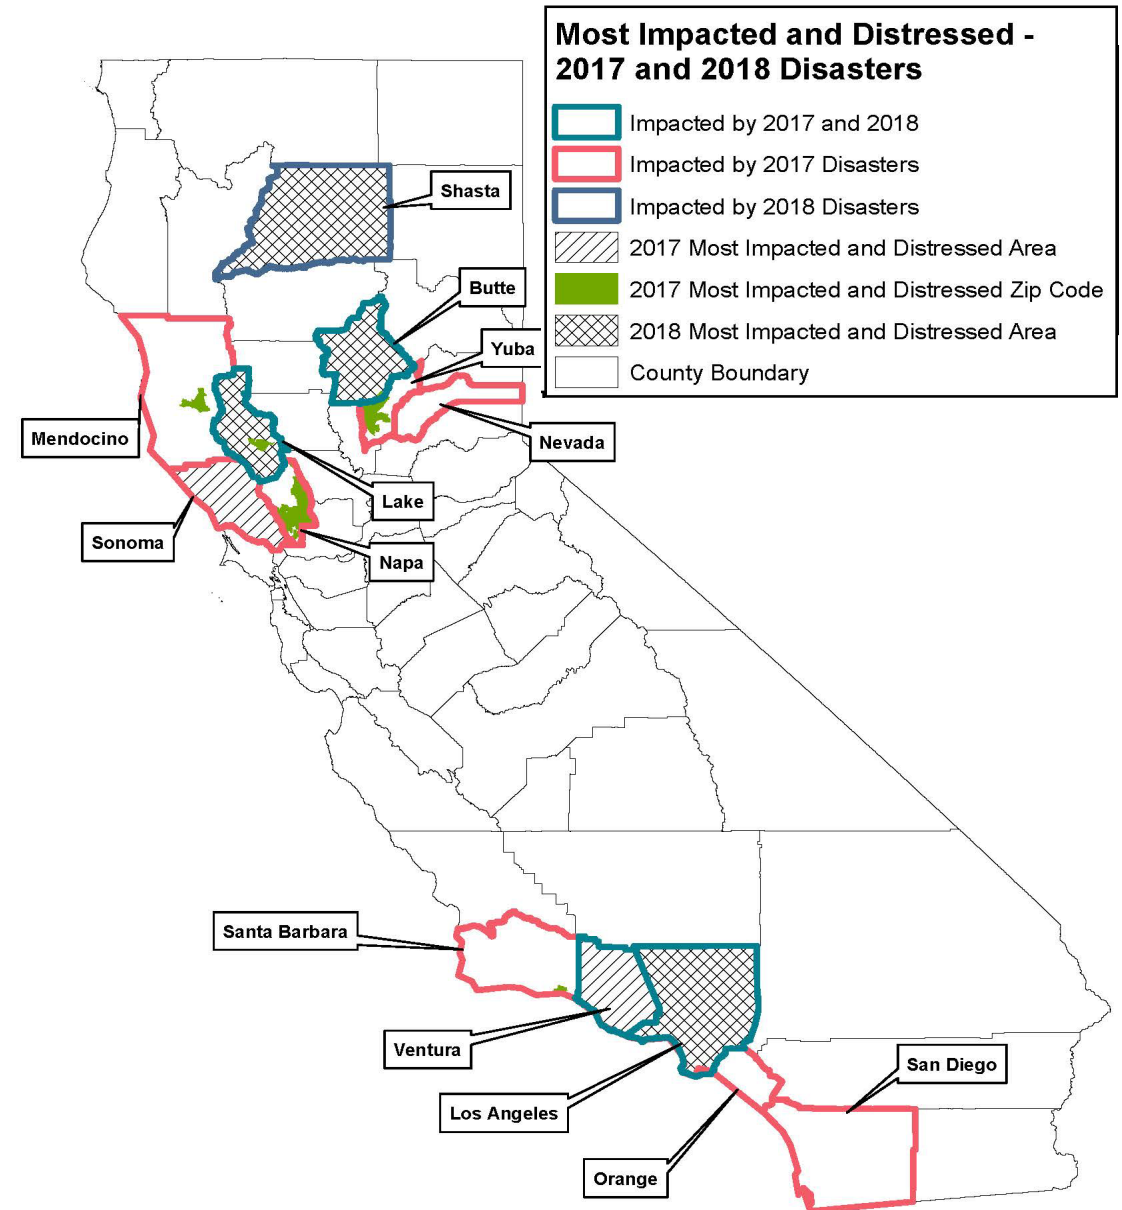 Most Impacted and Distressed -
2017 and 2018 Disasters
Impacted by 2017 and 2018
Impacted by 2017 Disasters
Impacted by 2018 Disasters
2017 Most Impacted and Distressed Area
2017 Most Impacted and Distressed Zip Code
2018 Most Impacted and Distressed Area
County Boundary
Shasta
Butte
Yuba
Nevada
Mendocino
Lake
Sonoma
Napa
Santa Barbara
Ventura
San Diego
Los Angeles
Orange